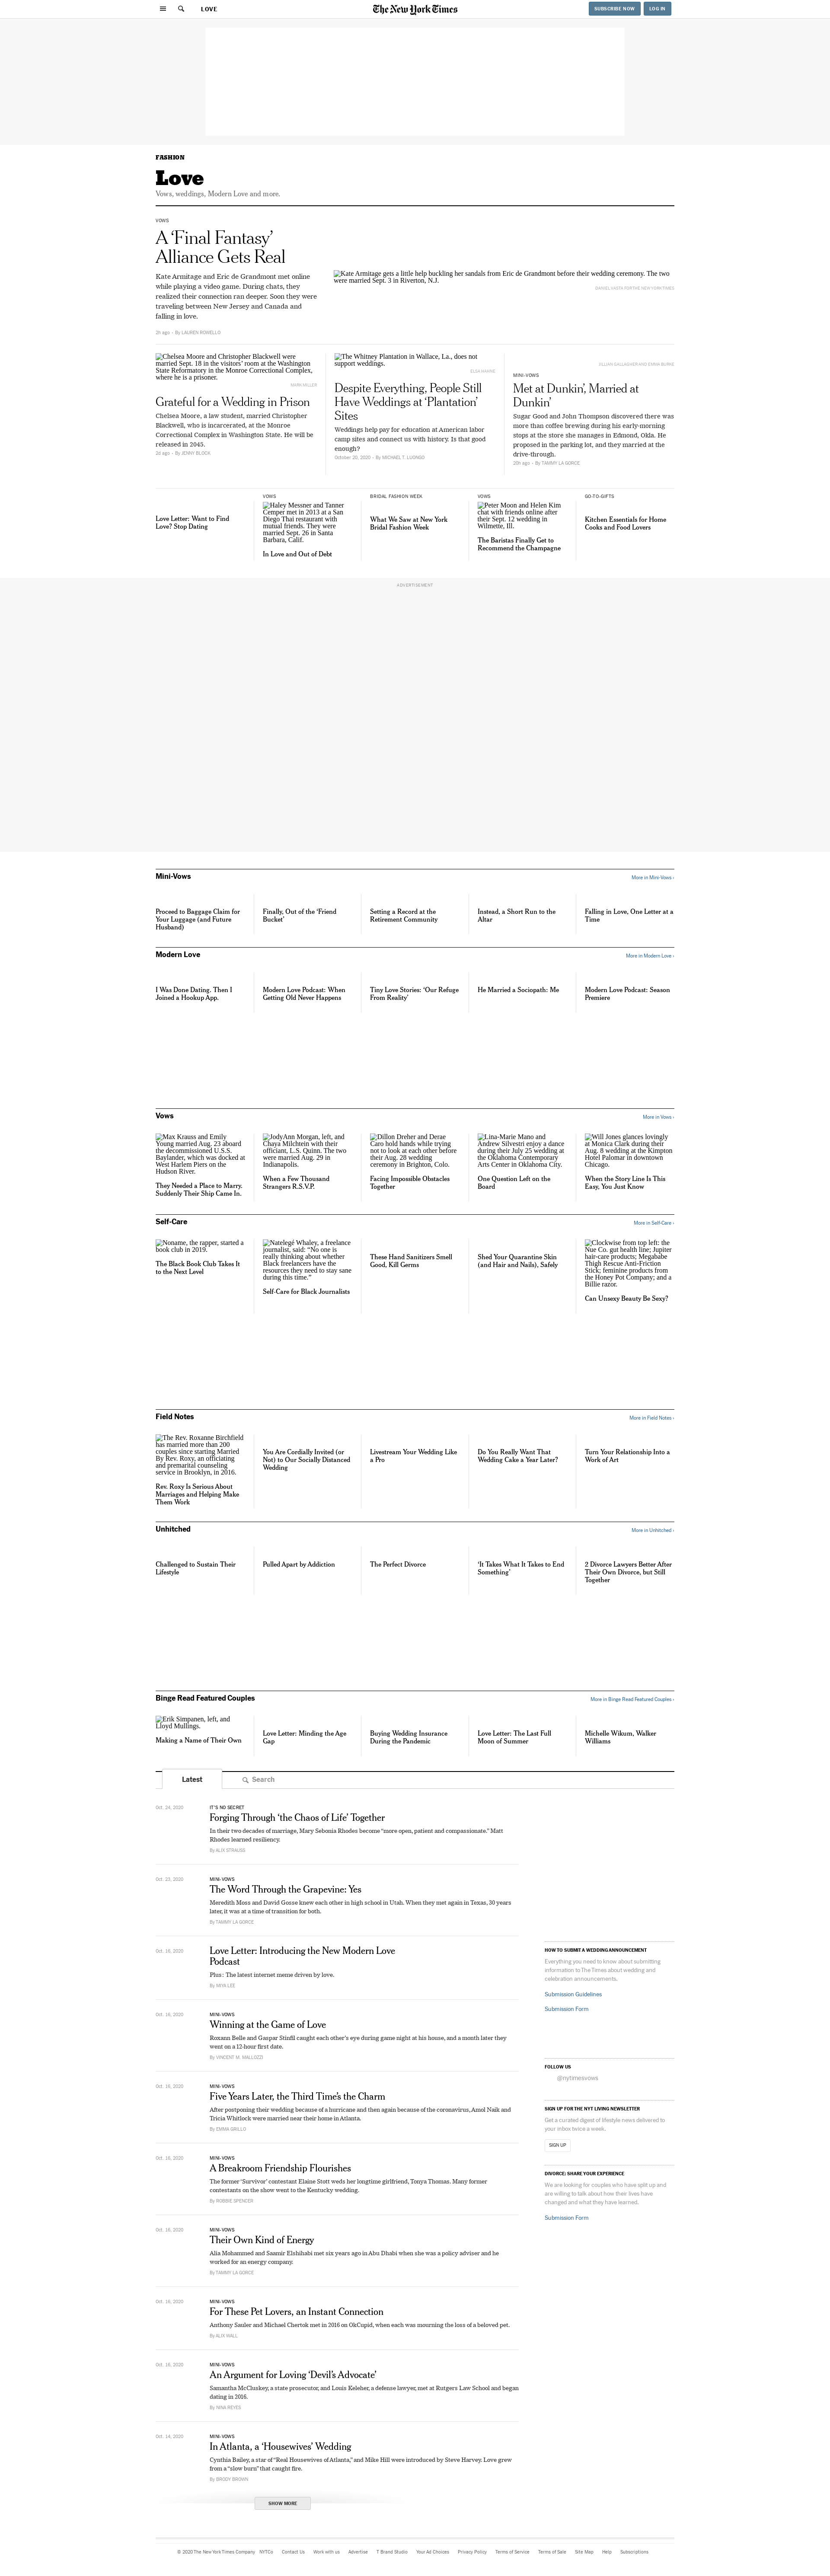 LOVE
The New York Times
SUBSCRIBE NOW
LOG IN
FASHION
Love
Vows, weddings, Modern Love and more.
VOWS
A ‘Final Fantasy’
Alliance Gets Real
Kate Armitage and Eric de Grandmont met online
while playing a video game. During chats, they
realized their connection ran deeper. Soon they were
traveling between New Jersey and Canada and
falling in love.
2h ago · By LAUREN ROWELLO
Kate Armitage gets a little help buckling her sandals from Eric de Grandmont before their wedding ceremony. The two
were married Sept. 3 in Riverton, N.J.
Chelsea Moore and Christopher Blackwell were
married Sept. 18 in the visitors’ room at the Washington
State Reformatory in the Monroe Correctional Complex,
where he is a prisoner.
Grateful for a Wedding in Prison
Chelsea Moore, a law student, married Christopher
Blackwell, who is incarcerated, at the Monroe
Correctional Complex in Washington State. He will be
released in 2045.
2d ago · By JENNY BLOCK
The Whitney Plantation in Wallace, La., does not
support weddings.
Despite Everything, People Still
Have Weddings at ‘Plantation’
Sites
Weddings help pay for education at American labor
camp sites and connect us with history. Is that good
enough?
October 20, 2020 · By MICHAEL T. LUONGO
JILLIAN GALLAGHER AND SONIA BURNS
MINI-VOWS
Met at Dunkin’, Married at
Dunkin’
Sugar Good and John Thompson discovered there was
more than coffee brewing during his early-morning
stops at the store she manages in Edmond, Okla. He
proposed in the parking lot, and they married at the
drive-through.
20h ago · By TAMMY LA GORCE
Love Letter: Want to Find
Love? Stop Dating
VOWS
Haley Messner and Tanner
Cemper met in 2013 at a San
Diego Thai restaurant with
mutual friends. They were
married Sept. 26 in Santa
Barbara, Calif.
In Love and Out of Debt
BRIDAL FASHION WEEK
What We Saw at New York
Bridal Fashion Week
VOWS
Peter Moon and Helen Kim
chat with friends online after
their Sept. 12 wedding in
Wilmette, Ill.
The Baristas Finally Get to
Recommend the Champagne
GO-TO-GIFTS
Kitchen Essentials for Home
Cooks and Food Lovers
ADVERTISEMENT
Mini-Vows
More in Mini-Vows ›
Proceed to Baggage Claim for
Your Luggage (and Future
Husband)
Finally, Out of the ‘Friend
Bucket’
Setting a Record at the
Retirement Community
Instead, a Short Run to the
Altar
Falling in Love, One Letter at a
Time
Modern Love
More in Modern Love ›
I Was Done Dating. Then I
Joined a Hookup App.
Modern Love Podcast: When
Getting Old Never Happens
Tiny Love Stories: ‘Our Refuge
From Reality’
He Married a Sociopath: Me
Modern Love Podcast: Season
Premiere
Vows
More in Vows ›
Max Krauss and Emily
Young married Aug. 23 aboard
the decommissioned U.S.S.
Baylander, which was docked at
West Harlem Piers on the
Hudson River.
They Needed a Place to Marry.
Suddenly Their Ship Came In.
JodyAnn Morgan, left, and
Chaya Milchtein with their
officiant, L.S. Quinn. The two
were married Aug. 29 in
Indianapolis.
When a Few Thousand
Strangers R.S.V.P.
Dillon Dreher and Derae
Caro hold hands while trying
not to look at each other before
their Aug. 28 wedding
ceremony in Brighton, Colo.
Facing Impossible Obstacles
Together
Lina-Marie Mano and
Andrew Silvestri enjoy a dance
during their July 25 wedding at
the Oklahoma Contemporary
Arts Center in Oklahoma City.
One Question Left on the
Board
Will Jones glances lovingly
at Monica Clark during their
Aug. 8 wedding at the Kimpton
Hotel Palomar in downtown
Chicago.
When the Story Line Is This
Easy, You Just Know
Self-Care
More in Self-Care ›
Noname, the rapper, started a
book club in 2019.
The Black Book Club Takes It
to the Next Level
Natelegé Whaley, a freelance
journalist, said: “No one is
really thinking about whether
Black freelancers have the
resources they need to stay sane
during this time.”
Self-Care for Black Journalists
These Hand Sanitizers Smell
Good, Kill Germs
Shed Your Quarantine Skin
(and Hair and Nails), Safely
Clockwise from top left: the
Nue Co. gut health line; Jupiter
hair-care products; Megababe
Thigh Rescue Anti-Friction
Stick; feminine products from
the Honey Pot Company; and a
Billie razor.
Can Unsexy Beauty Be Sexy?
Field Notes
More in Field Notes ›
The Rev. Roxanne Birchfield
has married more than 200
couples since starting Married
By Rev. Roxy, an officiating
and premarital counseling
service in Brooklyn, in 2016.
Rev. Roxy Is Serious About
Marriages and Helping Make
Them Work
You Are Cordially Invited (or
Not) to Our Socially Distanced
Wedding
Livestream Your Wedding Like
a Pro
Do You Really Want That
Wedding Cake a Year Later?
Turn Your Relationship Into a
Work of Art
Unhitched
More in Unhitched ›
Challenged to Sustain Their
Lifestyle
Pulled Apart by Addiction
The Perfect Divorce
‘It Takes What It Takes to End
Something’
2 Divorce Lawyers Better After
Their Own Divorce, but Still
Together
Binge Read Featured Couples
More in Binge Read Featured Couples ›
Erik Simpanen, left, and
Lloyd Mullings.
Making a Name of Their Own
Love Letter: Minding the Age
Gap
Buying Wedding Insurance
During the Pandemic
Love Letter: The Last Full
Moon of Summer
Michelle Wikum, Walker
Williams
Latest
Search
Oct. 24, 2020
IT’S NO SECRET
Forging Through ‘the Chaos of Life’ Together
In their two decades of marriage, Mary Sebonia Rhodes become “more open, patient and compassionate.” Matt
Rhodes learned resiliency.
By ALIX STRAUSS
Oct. 23, 2020
MINI-VOWS
The Word Through the Grapevine: Yes
Meredith Moss and David Gosse knew each other in high school in Utah. When they met again in Texas, 30 years
later, it was at a time of transition for both.
By TAMMY LA GORCE
Oct. 16, 2020
Love Letter: Introducing the New Modern Love
Podcast
Plus: The latest internet meme driven by love.
By MIYA LEE
Oct. 16, 2020
MINI-VOWS
Winning at the Game of Love
Roxann Belle and Gaspar Stinfil caught each other’s eye during game night at his house, and a month later they
went on a 12-hour first date.
By VINCENT M. MALLOZZI
Oct. 16, 2020
MINI-VOWS
Five Years Later, the Third Time’s the Charm
After postponing their wedding because of a hurricane and then again because of the coronavirus, Amol Naik and
Tricia Whitlock were married near their home in Atlanta.
By EMMA GRILLO
Oct. 16, 2020
MINI-VOWS
A Breakroom Friendship Flourishes
The former ‘Survivor’ contestant Elaine Stott weds her longtime girlfriend, Tonya Thomas. Many former
contestants on the show went to the Kentucky wedding.
By ROBBIE SPENCER
Oct. 16, 2020
MINI-VOWS
Their Own Kind of Energy
Alia Mohammed and Saamir Elshihabi met six years ago in Abu Dhabi when she was a policy adviser and he
worked for an energy company.
By TAMMY LA GORCE
Oct. 16, 2020
MINI-VOWS
For These Pet Lovers, an Instant Connection
Anthony Sauler and Michael Chertok met in 2016 on OkCupid, when each was mourning the loss of a beloved pet.
By ALIX WALL
Oct. 16, 2020
MINI-VOWS
An Argument for Loving ‘Devil’s Advocate’
Samantha McCluskey, a state prosecutor, and Louis Keleher, a defense lawyer, met at Rutgers Law School and began
dating in 2016.
By NINA REYES
Oct. 14, 2020
MINI-VOWS
In Atlanta, a ‘Housewives’ Wedding
Cynthia Bailey, a star of “Real Housewives of Atlanta,” and Mike Hill were introduced by Steve Harvey. Love grew
from a “slow burn” that caught fire.
By BRODY BROWN
SHOW MORE
HOW TO SUBMIT A WEDDING ANNOUNCEMENT
Everything you need to know about submitting
information to The Times about wedding and
celebration announcements.
Submission Guidelines
Submission Form
FOLLOW US
@nytimesvows
SIGN UP FOR THE NYT LIVING NEWSLETTER
Get a curated digest of lifestyle news delivered to
your inbox twice a week.
SIGN UP
DIVORCE: SHARE YOUR EXPERIENCE
We are looking for couples who have split up and
are willing to talk about how their lives have
changed and what they have learned.
Submission Form
© 2020 The New York Times Company NYTCo Contact Us Work with us Advertise T Brand Studio Your Ad Choices Privacy Policy Terms of Service Terms of Sale Site Map Help Subscriptions